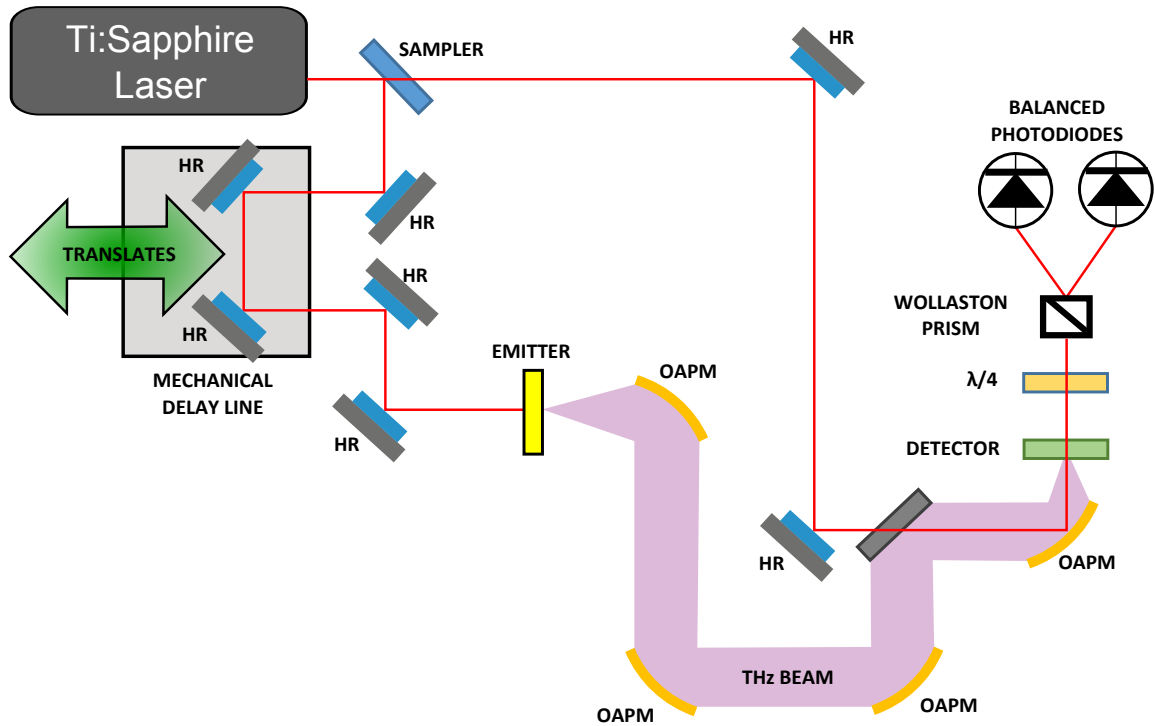 Ti:Sapphire
Laser
SAMPLER
HR
BALANCED
PHOTODIODES
HR
HR
TRANSLATES
HR
HR
WOLLASTON
PRISM
EMITTER
OAPM
MECHANICAL
DELAY LINE
λ/4
HR
DETECTOR
HR
OAPM
THz BEAM
OAPM
OAPM